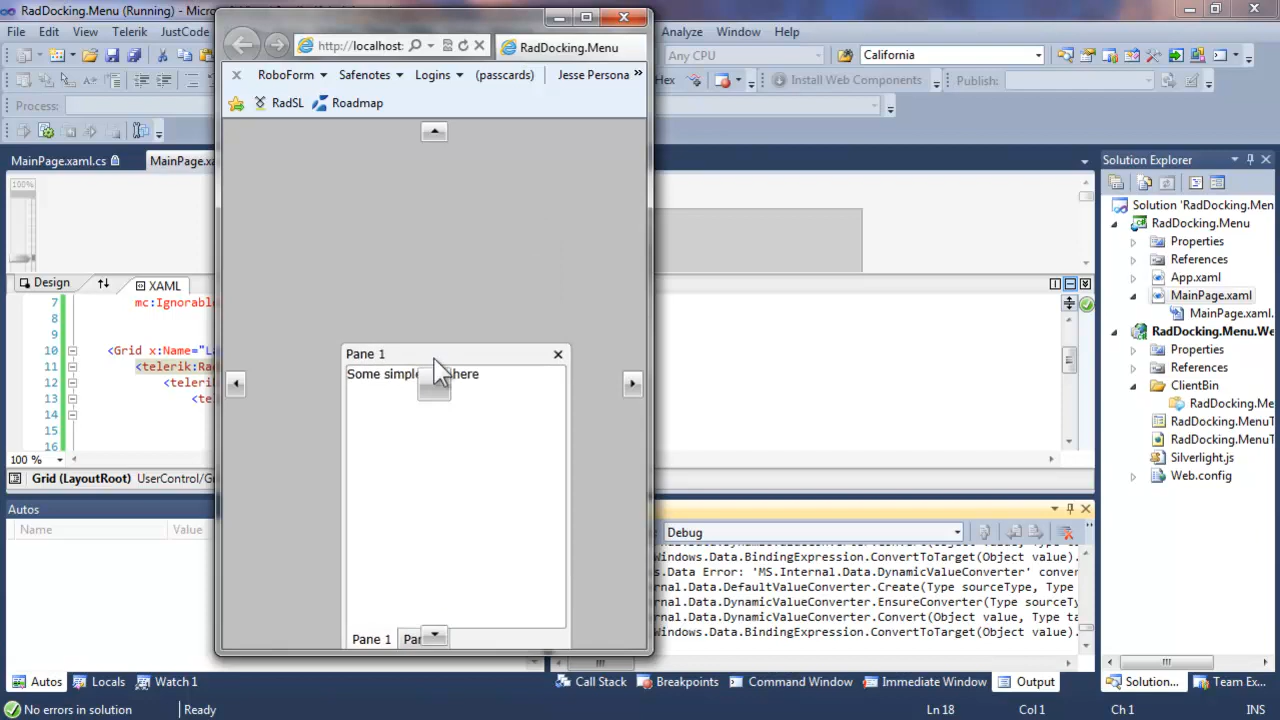 RadDocking.Menu (Running) - Micro
File Edit View Telerik JustCode
Analyze Window Help
http://localhost:
RadDocking.Menu
Any CPU
California
RoboForm Safenotes Logins (passcards) Jesse Persona »
Hex
Install Web Components
Publish:
Process:
RadSL Roadmap
MainPage.xaml.cs
MainPage.xa
Solution Explorer
100%
Solution 'RadDocking.Men
RadDocking.Menu
Properties
References
App.xaml
MainPage.xaml
MainPage.xaml.
RadDocking.Menu.We
Properties
References
ClientBin
RadDocking.Me
RadDocking.MenuT
RadDocking.MenuT
Silverlight.js
Web.config
Design
XAML
7 mc:Ignorabl
8
9
10 <Grid x:Name="La
11 <telerik:Ra
12 <teleri
13 <te
14
15
16
100 %
Grid (LayoutRoot) UserControl/Gr
Pane 1
Some simple here
Pane 1
Autos
Name
Value
Debug
Windows.Data.BindingExpression.ConvertToTarget(Object value).
s.Data Error: 'MS.Internal.Data.DynamicValueConverter' conver
rnal.Data.DefaultValueConverter.Create(Type sourceType, Type
rnal.Data.DynamicValueConverter.EnsureConverter(Type sourceTy
rnal.Data.DynamicValueConverter.Convert(Object value, Type ta
Windows.Data.BindingExpression.ConvertToTarget(Object value).
Autos Locals Watch 1
Call Stack Breakpoints Command Window Immediate Window Output
Solution... Team Ex...
No errors in solution Ready
Ln 18 Col 1 Ch 1 INS